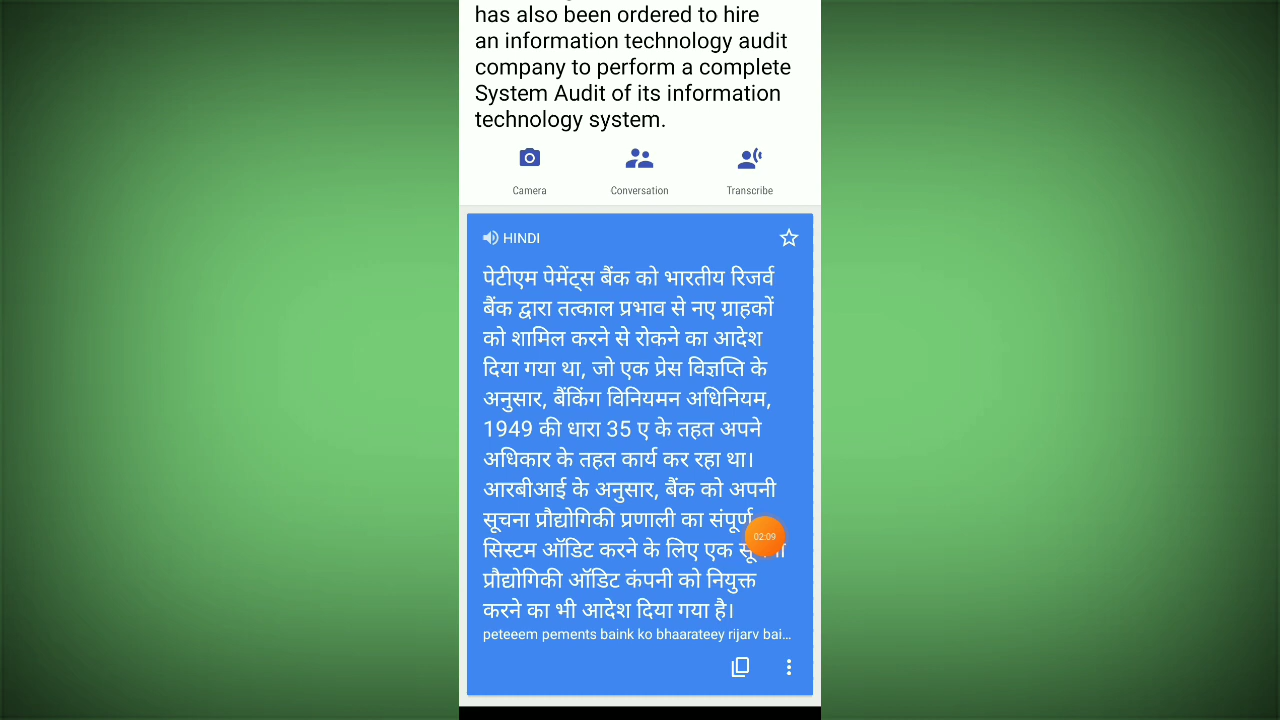 has also been ordered to hire
an information technology audit
company to perform a complete
System Audit of its information
technology system.
Camera Conversation Transcribe
HINDI
पेटीएम पेमेंट्स बैंक को भारतीय रिजर्व
बैंक द्वारा तत्काल प्रभाव से नए ग्राहकों
को शामिल करने से रोकने का आदेश
दिया गया था, जो एक प्रेस विज्ञप्ति के
अनुसार, बैंकिंग विनियमन अधिनियम,
1949 की धारा 35 ए के तहत अपने
अधिकार के तहत कार्य कर रहा था।
आरबीआई के अनुसार, बैंक को अपनी
सूचना प्रौद्योगिकी प्रणाली का संपूर्ण
02:09
सिस्टम ऑडिट करने के लिए एक
प्रौद्योगिकी ऑडिट कंपनी को नियुक्त
करने का भी आदेश दिया गया है।
peteeem pements baink ko bhaarateey rijarv bai...